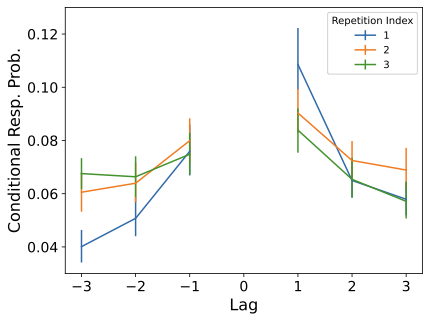 Repetition Index
1
2
3
Conditional Resp. Prob.
0.12
0.10
0.08
0.06
0.04
−3 −2 −1 0 1 2 3
Lag